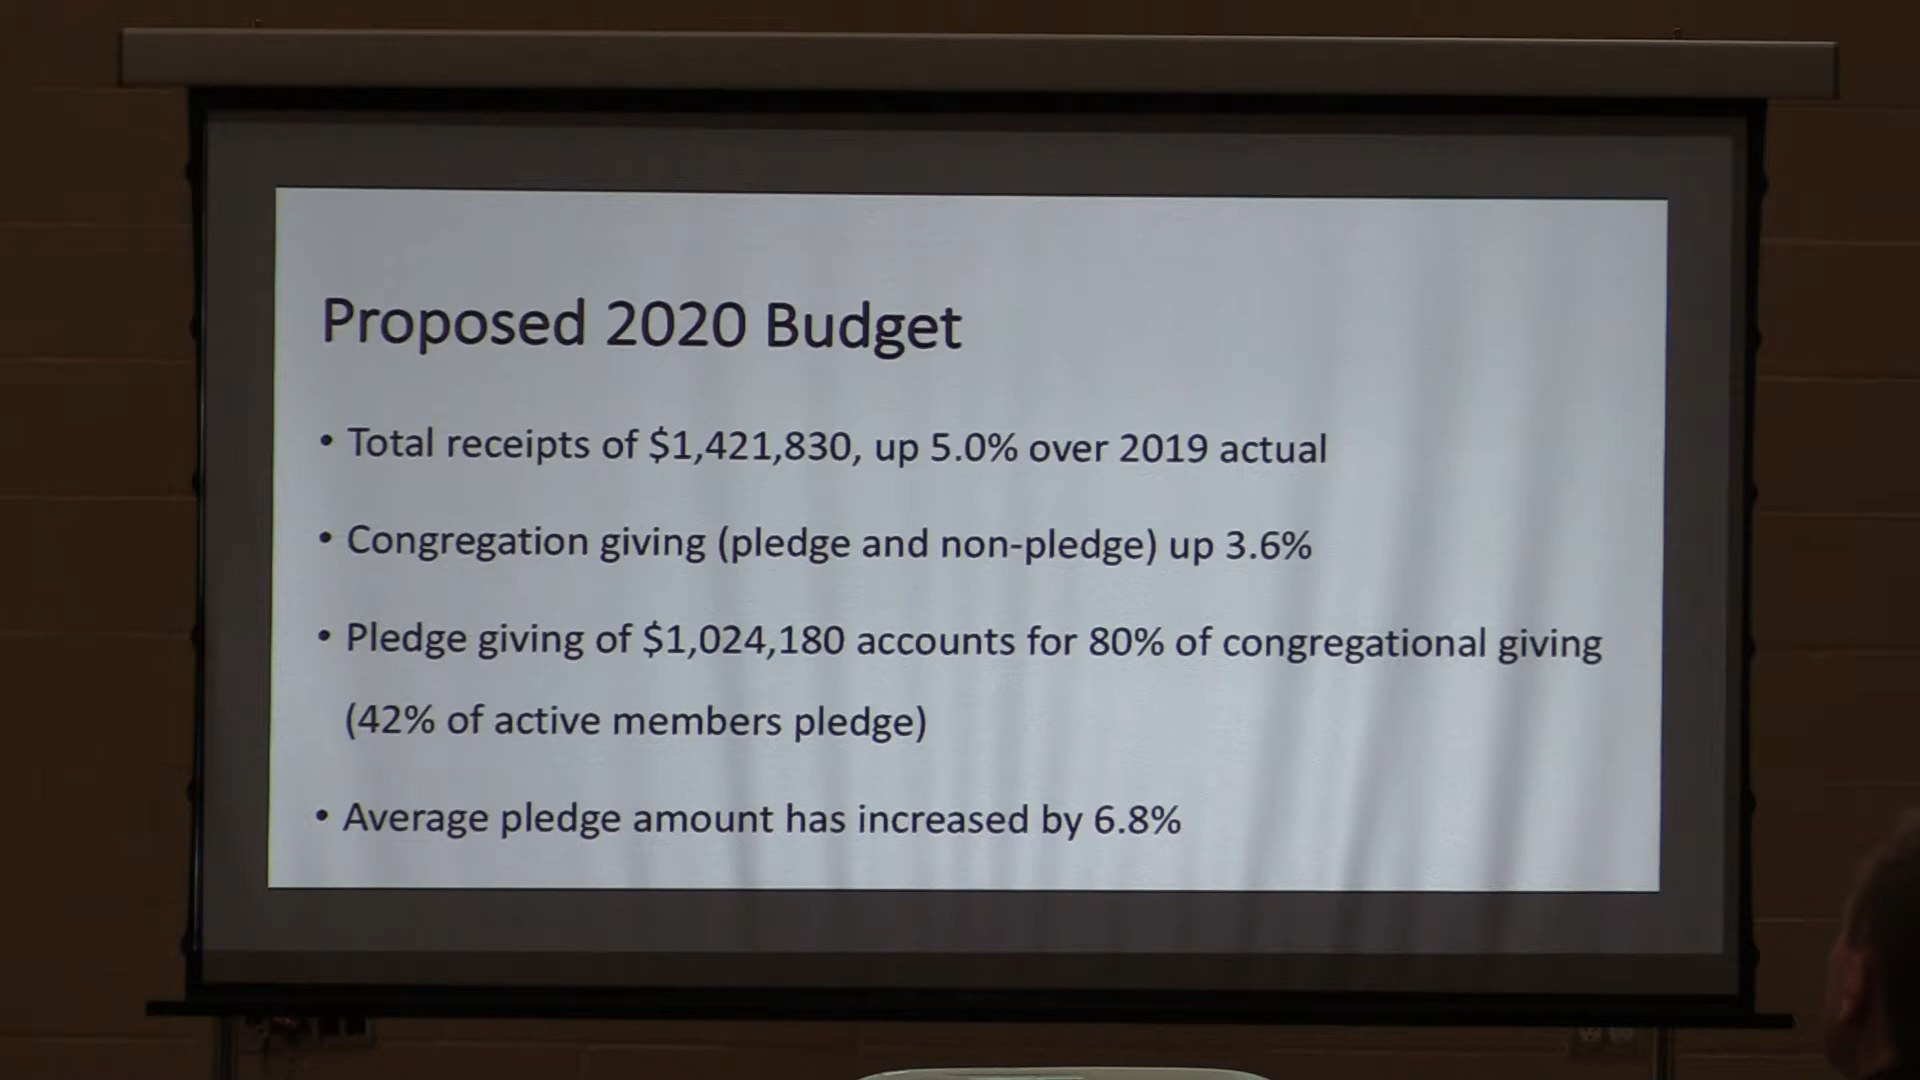 Proposed 2020 Budget
• Total receipts of $1,421,830, up 5.0% over 2019 actual
• Congregation giving (pledge and non-pledge) up 3.6%
• Pledge giving of $1,024,180 accounts for 80% of congregational giving
(42% of active members pledge)
• Average pledge amount has increased by 6.8%